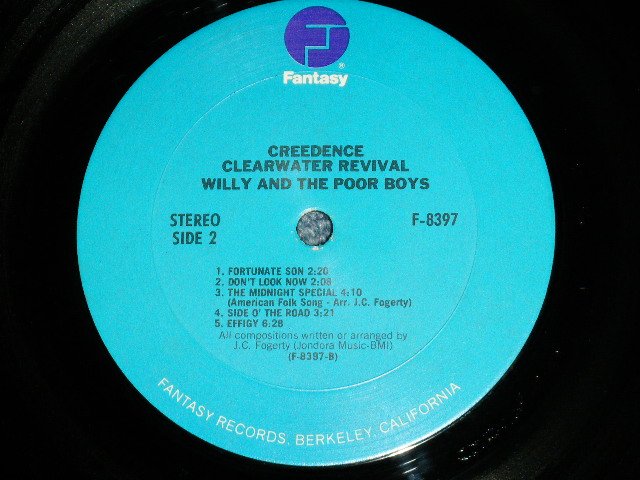 Fantasy
®
CREEDENCE
CLEARWATER REVIVAL
WILLY AND THE POOR BOYS
STEREO
SIDE 2
F-8397
1. FORTUNATE SON 2:20
2. DON'T LOOK NOW 2:08
3. THE MIDNIGHT SPECIAL 4:10
(American Folk Song - Arr. J.C. Fogerty)
4. SIDE O' THE ROAD 3:21
5. EFFIGY 6:28
All compositions written or arranged by
J.C. Fogerty (Jondora Music-BMI)
(F-8397-B)
FANTASY RECORDS, BERKELEY, CALIFORNIA